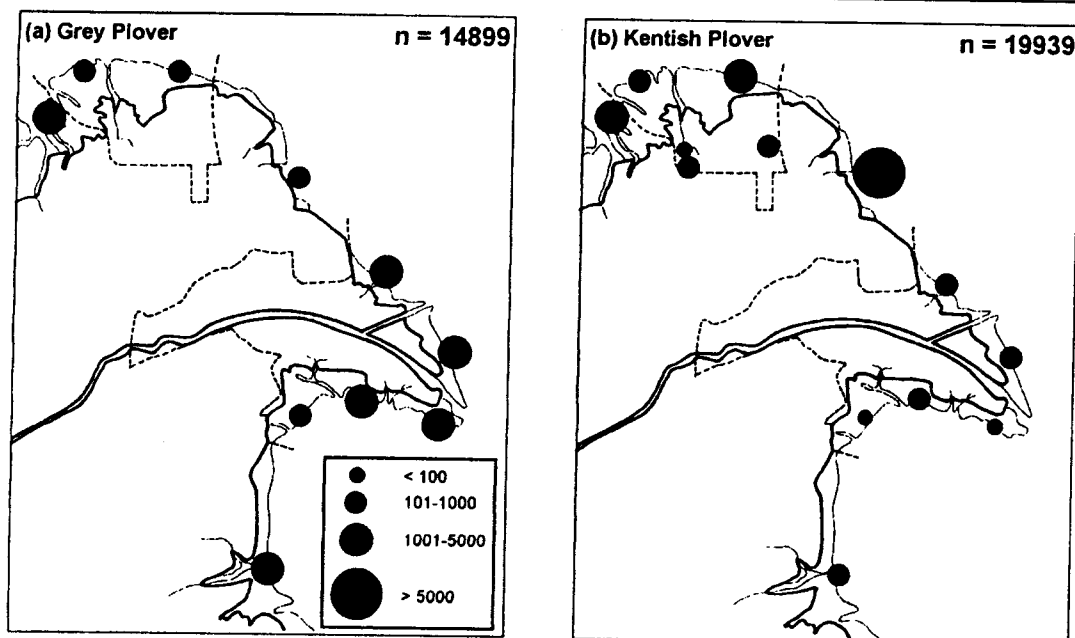 (a) Grey Plover n = 14899
(b) Kentish Plover n = 19939
< 100
101-1000
1001-5000
> 5000